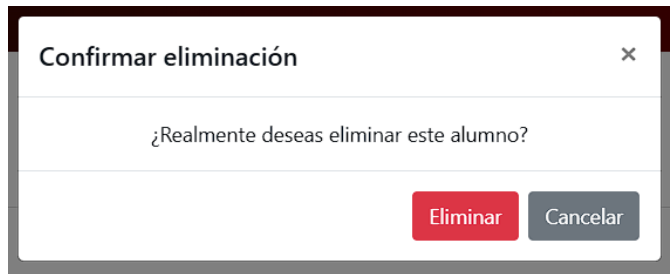 Confirmar eliminación ×
¿Realmente deseas eliminar este alumno?
Eliminar Cancelar